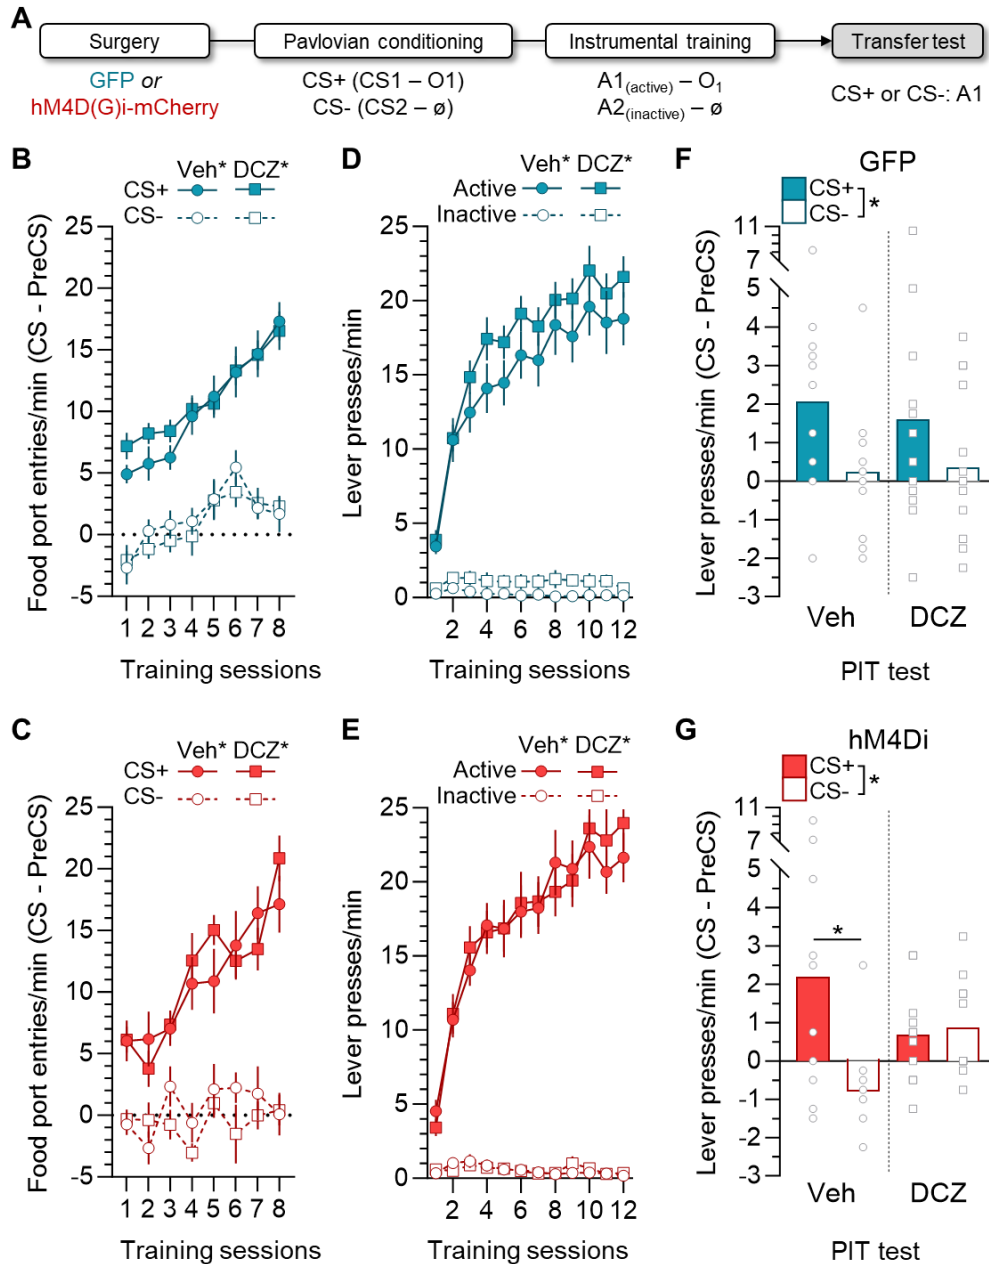 A
Surgery
Pavlovian conditioning
Instrumental training
Transfer test
GFP or
hM4D(G)i-mCherry
CS+ (CS1 – O1)
CS- (CS2 – ø)
A1(active) – O1
A2(inactive) – ø
CS+ or CS-: A1
B
Veh* DCZ*
CS+
CS-
Food port entries/min (CS - PreCS)
25
20
15
10
5
0
-5
1 2 3 4 5 6 7 8
Training sessions
D
Veh* DCZ*
Active
Inactive
Lever presses/min
25
20
15
10
5
0
2 4 6 8 10 12
Training sessions
F
GFP
CS+
CS-
*
Lever presses/min (CS - PreCS)
11
7
5
4
3
2
1
0
-1
-2
-3
Veh DCZ
PIT test
C
Veh* DCZ*
CS+
CS-
Food port entries/min (CS - PreCS)
25
20
15
10
5
0
-5
1 2 3 4 5 6 7 8
Training sessions
E
Veh* DCZ*
Active
Inactive
Lever presses/min
25
20
15
10
5
0
2 4 6 8 10 12
Training sessions
G
hM4Di
CS+
CS-
*
Lever presses/min (CS - PreCS)
11
7
5
4
3
2
1
0
-1
-2
-3
*
Veh DCZ
PIT test